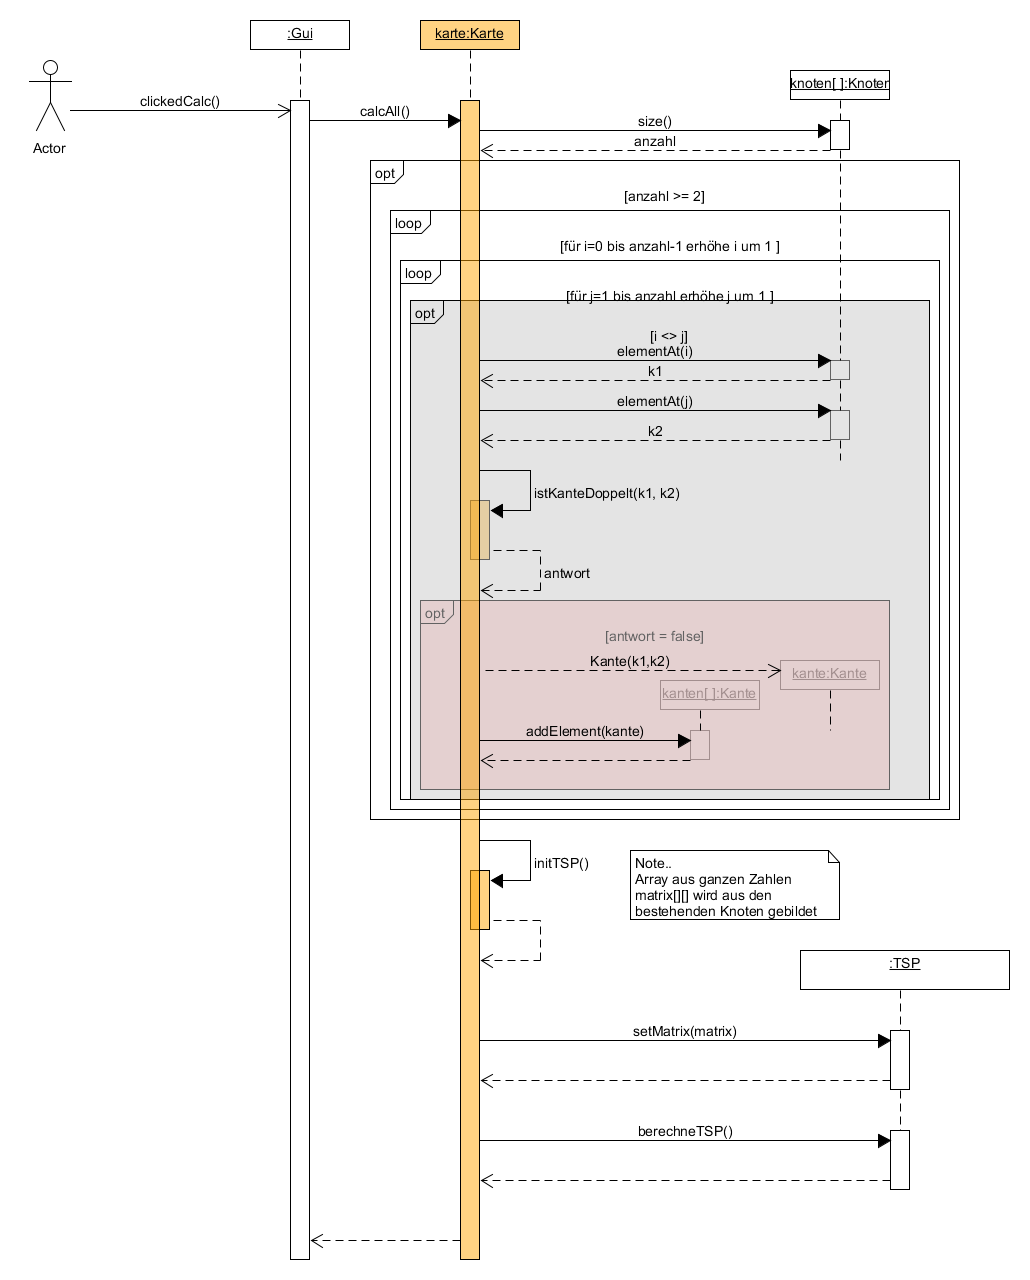 :Gui
karte:Karte
knoten[ ]:Knoten
clickedCalc()
calcAll()
size()
anzahl
Actor
opt
[anzahl >= 2]
loop
[für i=0 bis anzahl-1 erhöhe i um 1 ]
loop
[für j=1 bis anzahl erhöhe j um 1 ]
opt
[i <> j]
elementAt(i)
k1
elementAt(j)
k2
istKanteDoppelt(k1, k2)
antwort
opt
[antwort = false]
Kante(k1,k2)
kante:Kante
kanten[ ]:Kante
addElement(kante)
initTSP()
Note..
Array aus ganzen Zahlen
matrix[][] wird aus den
bestehenden Knoten gebildet
:TSP
setMatrix(matrix)
berechneTSP()